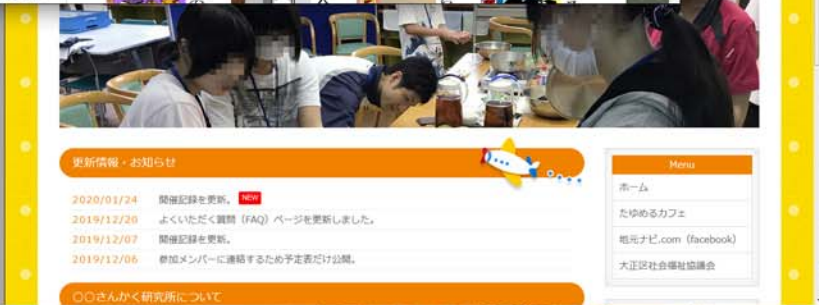 更新情報・お知らせ
2020/01/24 開催記録を更新。 NEW
2019/12/20 よくいただく質問（FAQ）ページを更新しました。
2019/12/07 開催記録を更新。
2019/12/06 参加メンバーに連絡するため予定表だけ公開。
〇〇さんかく研究所について
Menu
ホーム
たゆめるカフェ
地元ナビ.com（facebook）
大正区社会福祉協議会